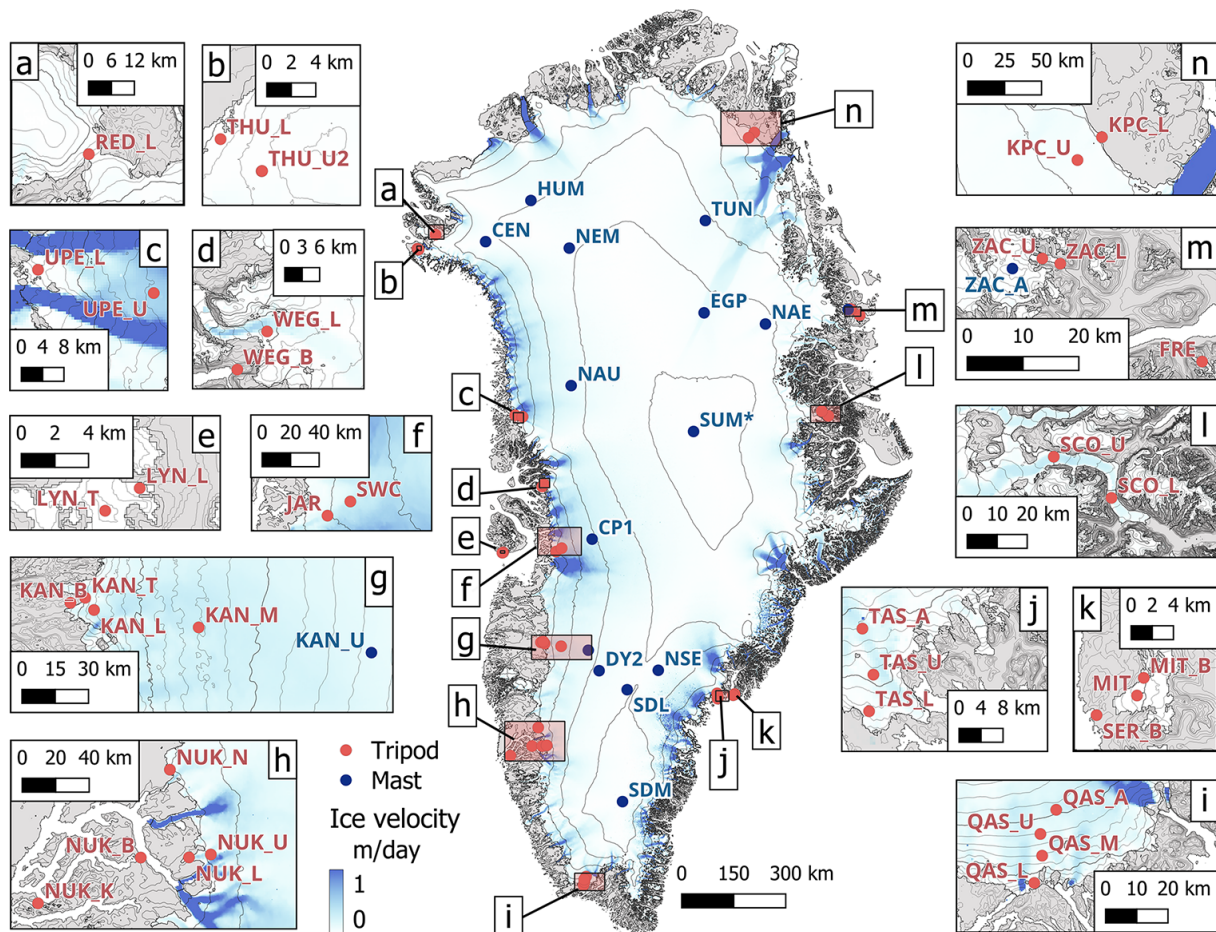 a
0 6 12 km
RED_L
b
0 2 4 km
THU_L
THU_U2
c
UPE_L
UPE_U
0 4 8 km
d
0 3 6 km
WEG_L
WEG_B
e
0 2 4 km
LYN_L
LYN_T
f
0 20 40 km
SWC
JAR
g
KAN_B
KAN_T
KAN_L
KAN_M
KAN_U
0 15 30 km
h
0 20 40 km
NUK_N
NUK_B
NUK_U
NUK_L
NUK_K
Tripod
Mast
Ice velocity
m/day
1
0
n
a
b
HUM
CEN
NEM
TUN
EGP
NAE
m
l
c
NAU
SUM*
d
e
f
CP1
g
DY2
NSE
SDL
h
j
k
SDM
i
0 150 300 km
n
0 25 50 km
KPC_L
KPC_U
m
ZAC_U
ZAC_L
ZAC_A
0 10 20 km
FRE
l
SCO_U
SCO_L
0 10 20 km
j
TAS_A
TAS_U
TAS_L
0 4 8 km
k
0 2 4 km
MIT_B
MIT
SER_B
i
QAS_A
QAS_U
QAS_M
QAS_L
0 10 20 km